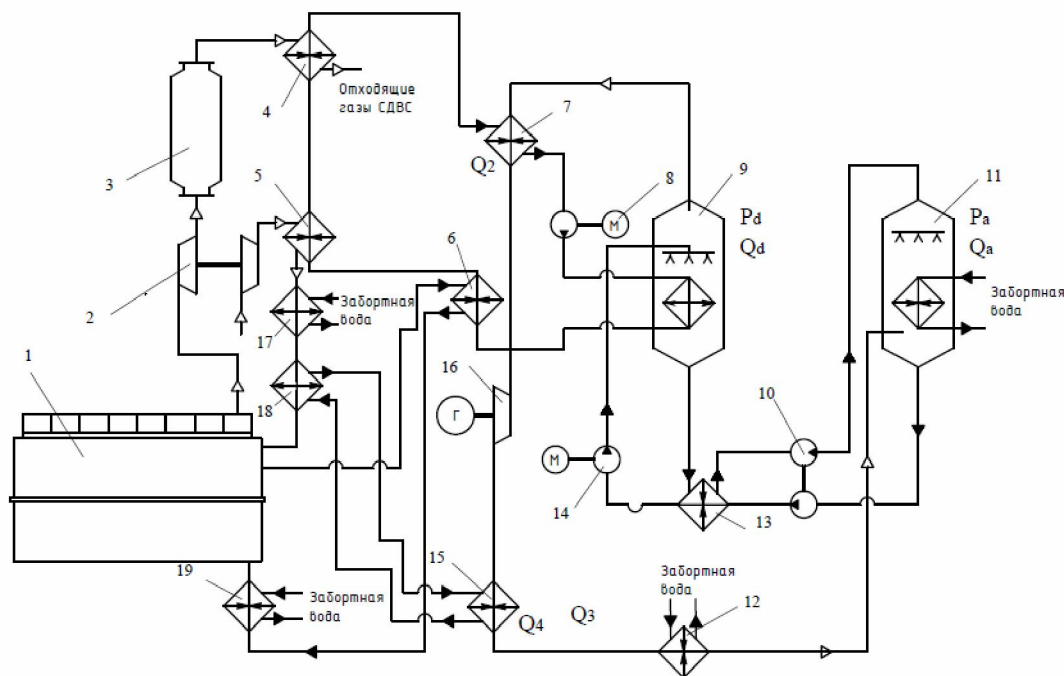 11
7
Отходящие
газы СДВС
4
9
8
3
Q2
M
Pd
Qd
Pa
Qa
5
6
Забортная
вода
2
17
Забортная
вода
16
1
18
Г
10
M
14
13
15
19
Забортная
вода
Забортная
вода
12
Q3
Q4